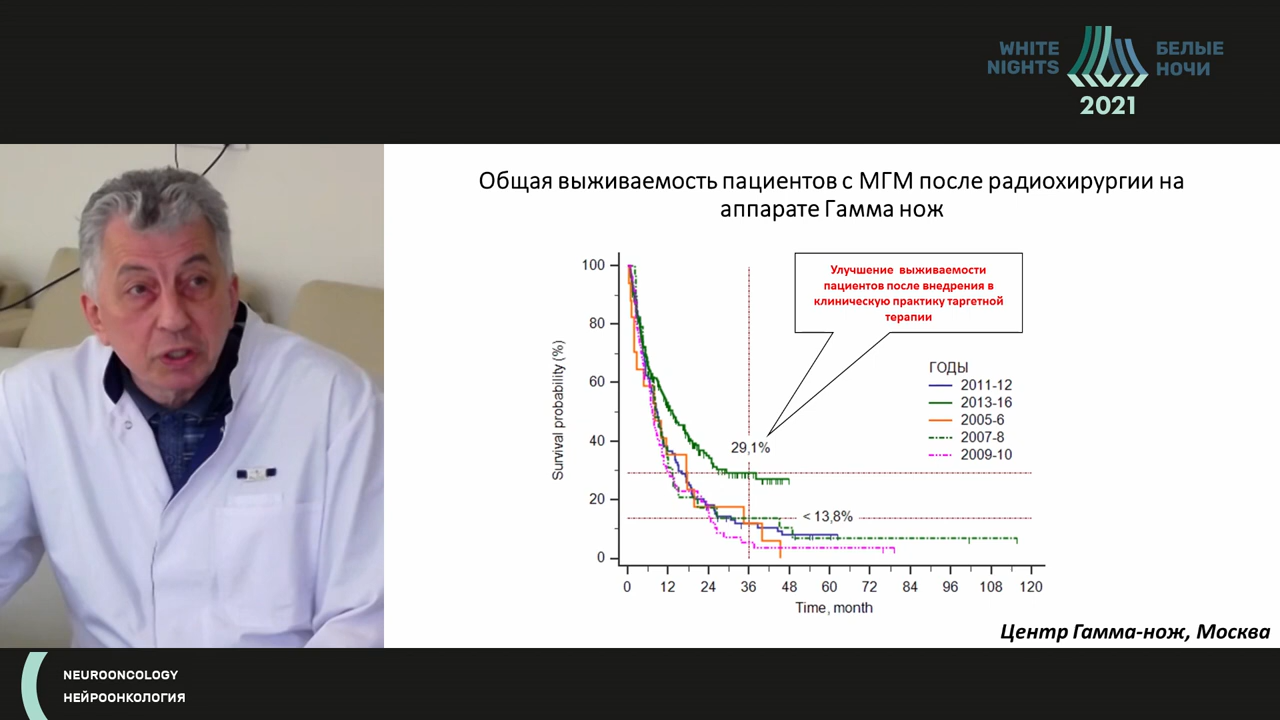 WHITE
NIGHTS
БЕЛЫЕ
НОЧИ
2021
Общая выживаемость пациентов с МГМ после радиохирургии на
аппарате Гамма нож
Улучшение выживаемости
пациентов после внедрения в
клиническую практику таргетной
терапии
Survival probability (%)
100
80
60
40
20
0
29,1%
< 13,8%
ГОДЫ
2011-12
2013-16
2005-6
2007-8
2009-10
0 12 24 36 48 60 72 84 96 108 120
Time, month
Центр Гамма-нож, Москва
NEUROONCOLOGY
НЕЙРООНКОЛОГИЯ